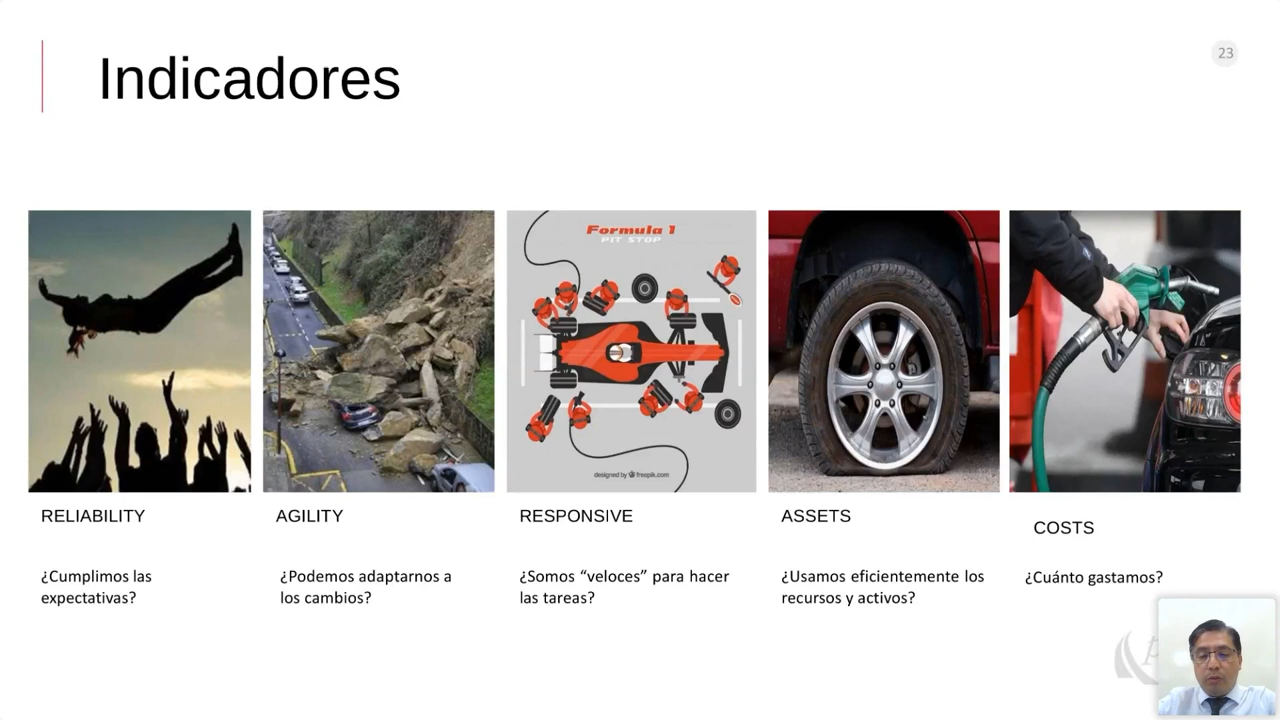 Indicadores
23
Formula 1
PIT STOP
designed by freepik.com
RELIABILITY
AGILITY
RESPONSIVE
ASSETS
COSTS
¿Cumplimos las
expectativas?
¿Podemos adaptarnos a
los cambios?
¿Somos “veloces” para hacer
las tareas?
¿Usamos eficientemente los
recursos y activos?
¿Cuánto gastamos?